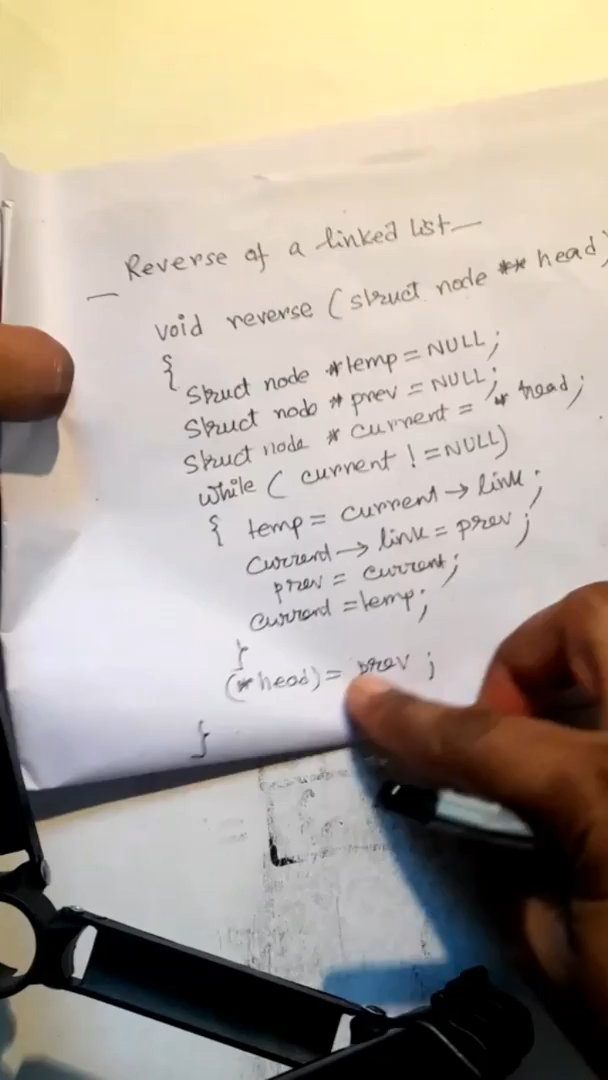 Reverse of a linked list
void reverse (struct node ** head)
{
struct node *temp = NULL;
struct node * prev = NULL;
struct node * current = * head;
while ( current != NULL)
{ temp = current → link;
current → link = prev;
prev = current;
current = temp;
}
(*head) = prev ;
}